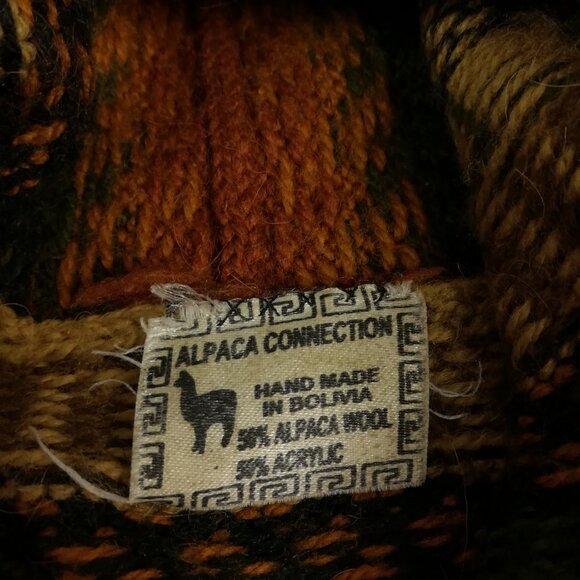 ALPACA CONNECTION
HAND MADE
IN BOLIVIA
50% ALPACA WOOL
50% ACRYLIC